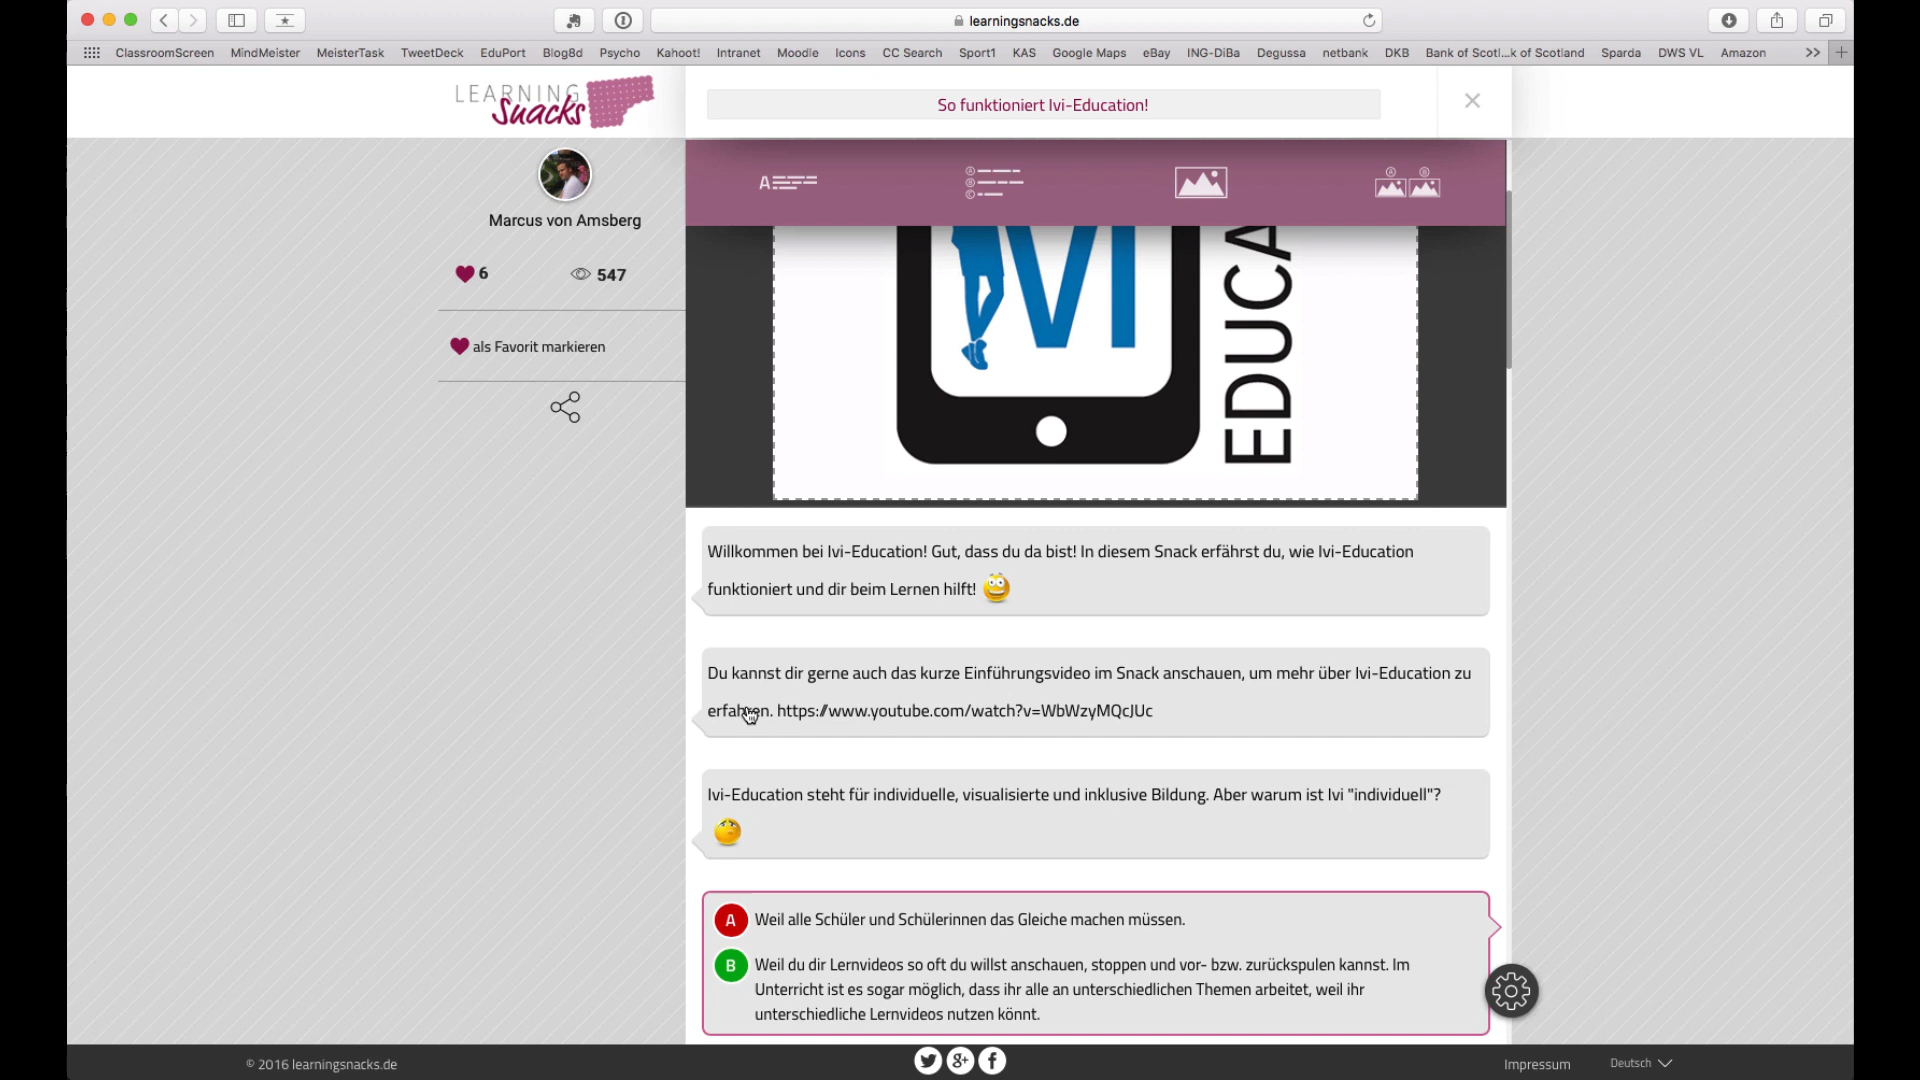 learningsnacks.de
ClassroomScreen MindMeister MeisterTask TweetDeck EduPort Blog8d Psycho Kahoot! Intranet Moodle Icons CC Search Sport1 KAS Google Maps eBay ING-DiBa Degussa netbank DKB Bank of Scotl...k of Scotland Sparda DWS VL Amazon
LEARNING
Snacks
So funktioniert Ivi-Education!
A
A B
B
C
Marcus von Amsberg
6 547
als Favorit markieren
IVI
EDUCA
Willkommen bei Ivi-Education! Gut, dass du da bist! In diesem Snack erfährst du, wie Ivi-Education
funktioniert und dir beim Lernen hilft!
Du kannst dir gerne auch das kurze Einführungsvideo im Snack anschauen, um mehr über Ivi-Education zu
erfahren. https://www.youtube.com/watch?v=WbWzyMQcJUc
Ivi-Education steht für individuelle, visualisierte und inklusive Bildung. Aber warum ist Ivi "individuell"?
A Weil alle Schüler und Schülerinnen das Gleiche machen müssen.
B Weil du dir Lernvideos so oft du willst anschauen, stoppen und vor- bzw. zurückspulen kannst. Im
Unterricht ist es sogar möglich, dass ihr alle an unterschiedlichen Themen arbeitet, weil ihr
unterschiedliche Lernvideos nutzen könnt.
© 2016 learningsnacks.de
g+ f
Impressum Deutsch